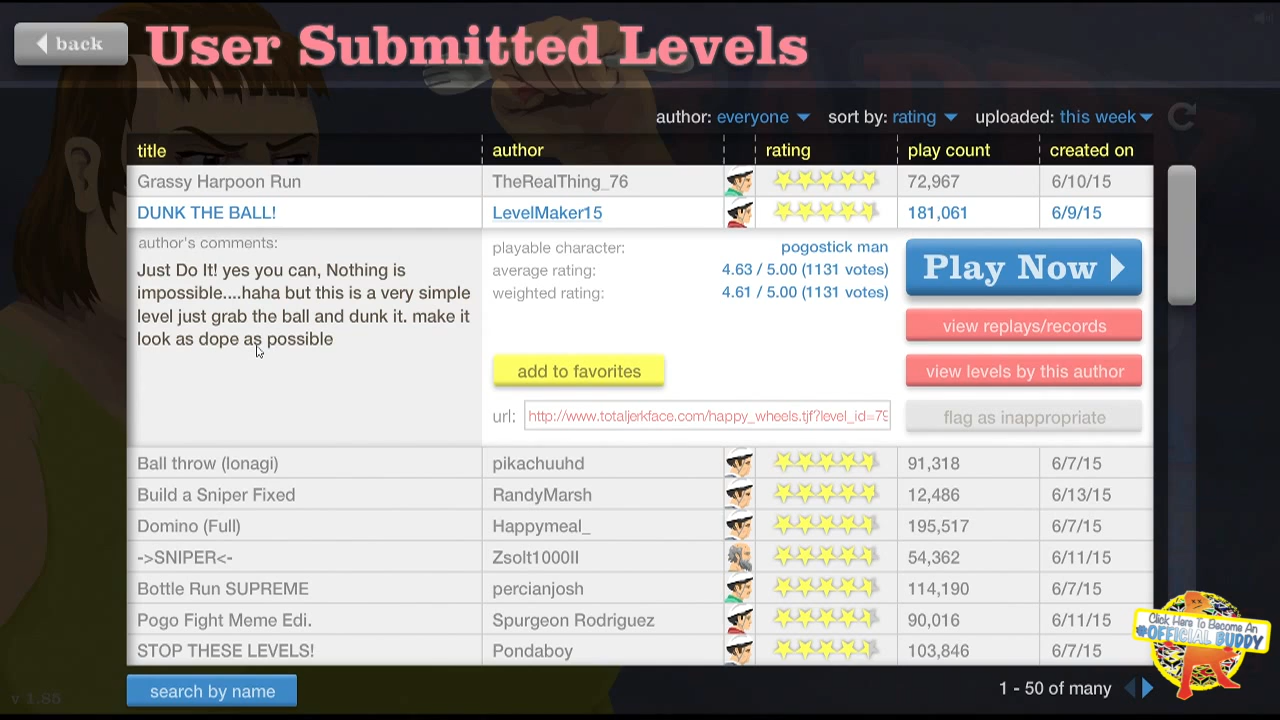 back
User Submitted Levels
author: everyone sort by: rating uploaded: this week
title author rating play count created on
Grassy Harpoon Run TheRealThing_76 72,967 6/10/15
DUNK THE BALL! LevelMaker15 181,061 6/9/15
author's comments:
Just Do It! yes you can, Nothing is
impossible....haha but this is a very simple
level just grab the ball and dunk it. make it
look as dope as possible
playable character: pogostick man
average rating: 4.63 / 5.00 (1131 votes)
weighted rating: 4.61 / 5.00 (1131 votes)
add to favorites
url: http://www.totaljerkface.com/happy_wheels.tjf?level_id=79
Play Now
view replays/records
view levels by this author
flag as inappropriate
Ball throw (lonagi) pikachuuhd 91,318 6/7/15
Build a Sniper Fixed RandyMarsh 12,486 6/13/15
Domino (Full) Happymeal_ 195,517 6/7/15
->SNIPER<- Zsolt1000II 54,362 6/11/15
Bottle Run SUPREME percianjosh 114,190 6/7/15
Pogo Fight Meme Edi. Spurgeon Rodriguez 90,016 6/11/15
STOP THESE LEVELS! Pondaboy 103,846 6/7/15
Click Here To Become An
#OFFICIAL BUDDY
v 1.85
search by name
1 - 50 of many